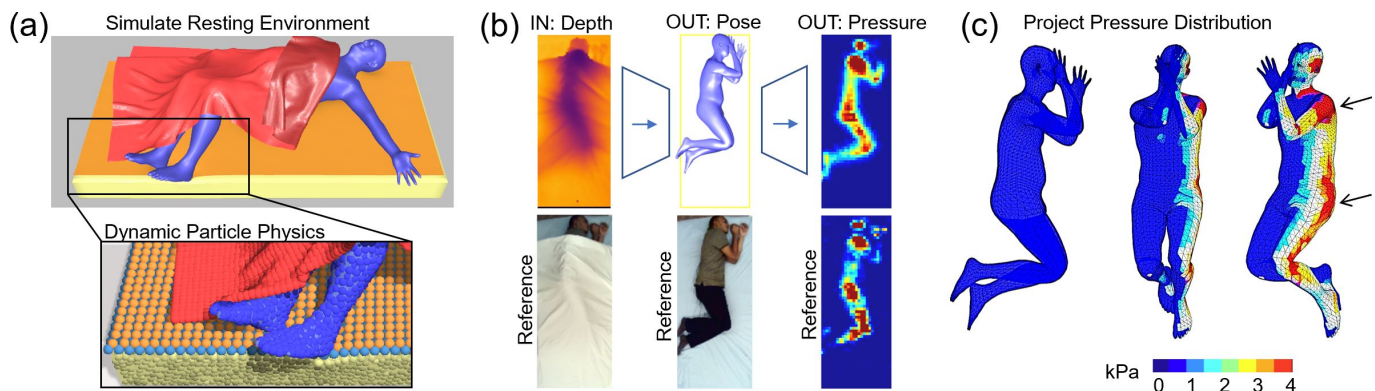 (a)
Simulate Resting Environment
Dynamic Particle Physics
(b)
IN: Depth
OUT: Pose
OUT: Pressure
Reference
Reference
Reference
(c)
Project Pressure Distribution
kPa
0 1 2 3 4